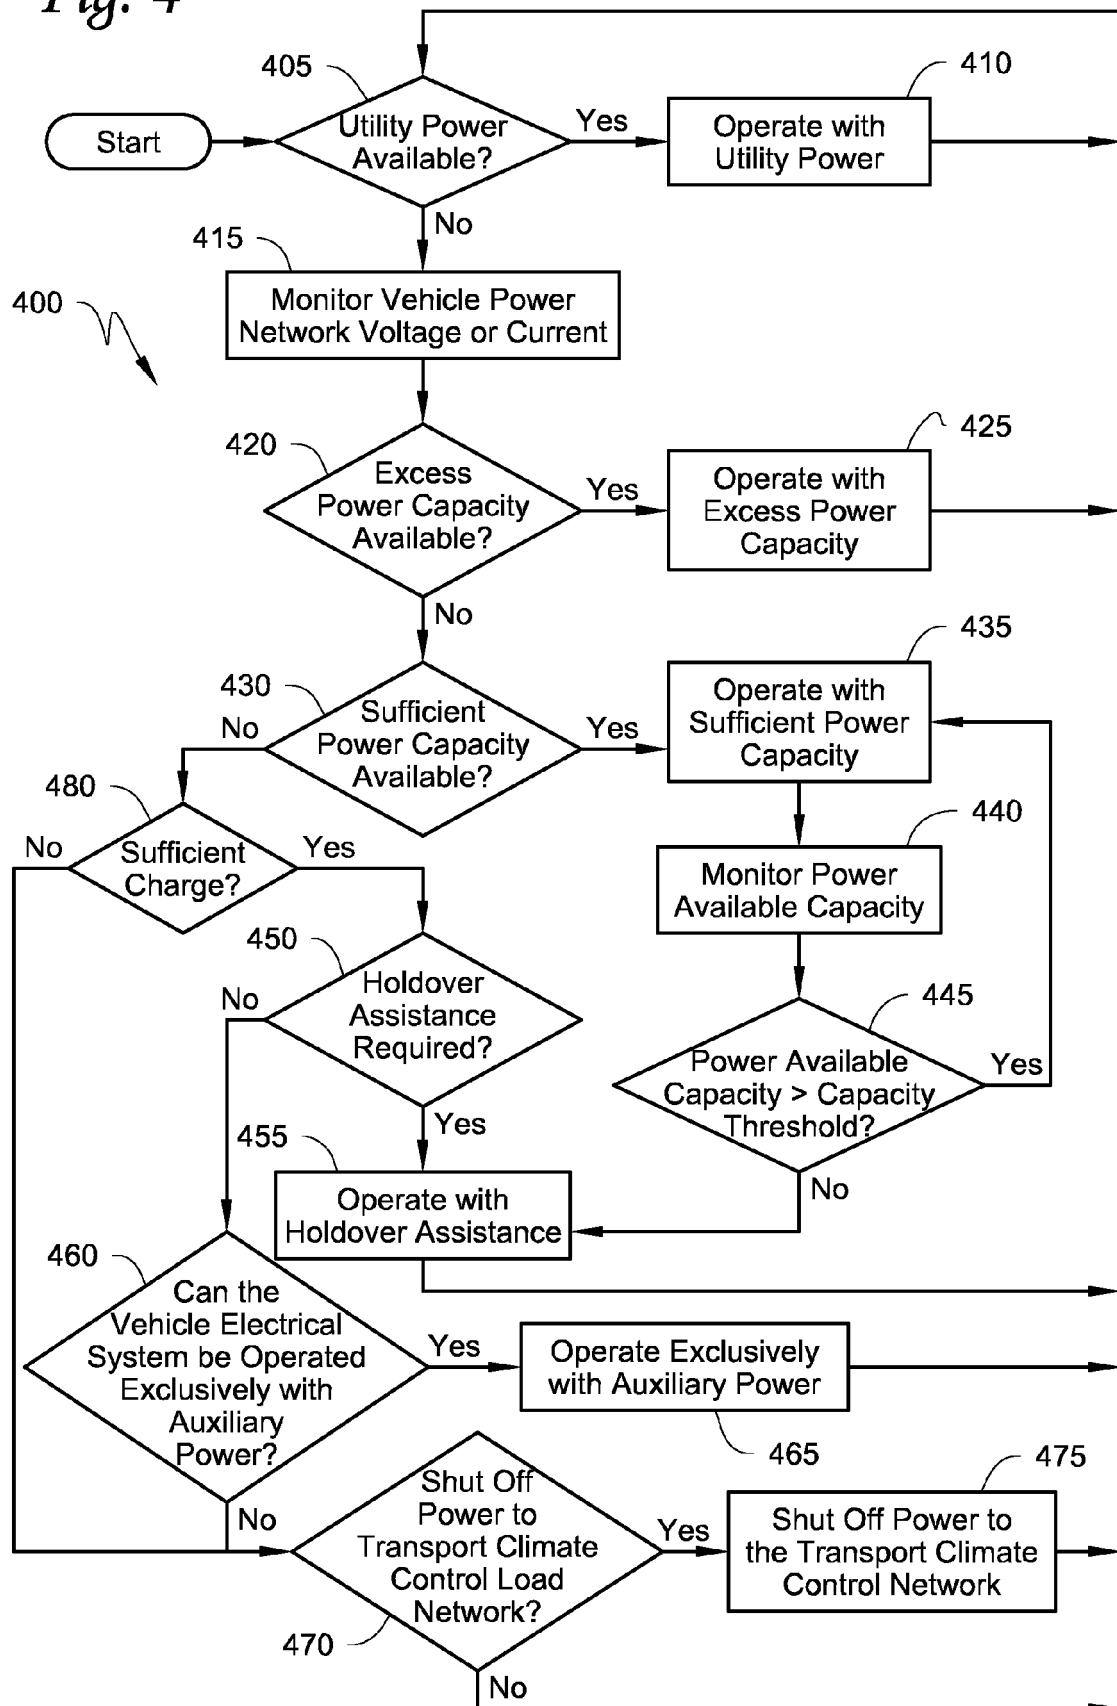 Fig. 4
405
410
Start
Utility Power
Available?
Yes
Operate with
Utility Power
No
415
Monitor Vehicle Power
Network Voltage or Current
400
420
425
Excess
Power Capacity
Available?
Yes
Operate with
Excess Power
Capacity
No
430
435
Sufficient
Power Capacity
Available?
No
Yes
Operate with
Sufficient Power
Capacity
480
440
No
Sufficient
Charge?
Yes
Monitor Power
Available Capacity
450
445
No
Holdover
Assistance
Required?
Power Available
Capacity > Capacity
Threshold?
Yes
Yes
455
No
Operate with
Holdover Assistance
460
Can the
Vehicle Electrical
System be Operated
Exclusively with
Auxiliary
Power?
Yes
Operate Exclusively
with Auxiliary Power
465
475
No
Shut Off
Power to
Transport Climate
Control Load
Network?
Yes
Shut Off Power to
the Transport Climate
Control Network
470
No